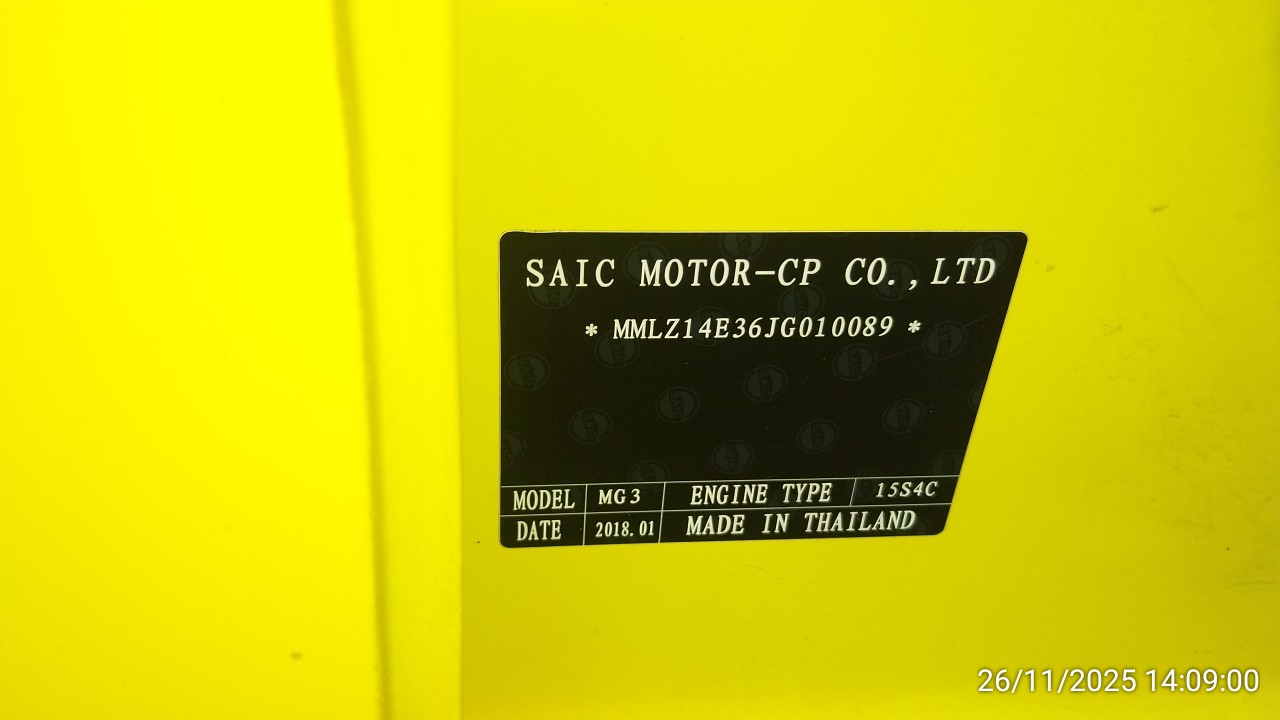 SAIC MOTOR-CP CO.,LTD
* MMLZ14E36JG010089 *
MODEL MG3 ENGINE TYPE 15S4C
DATE 2018.01 MADE IN THAILAND
26/11/2025 14:09:00